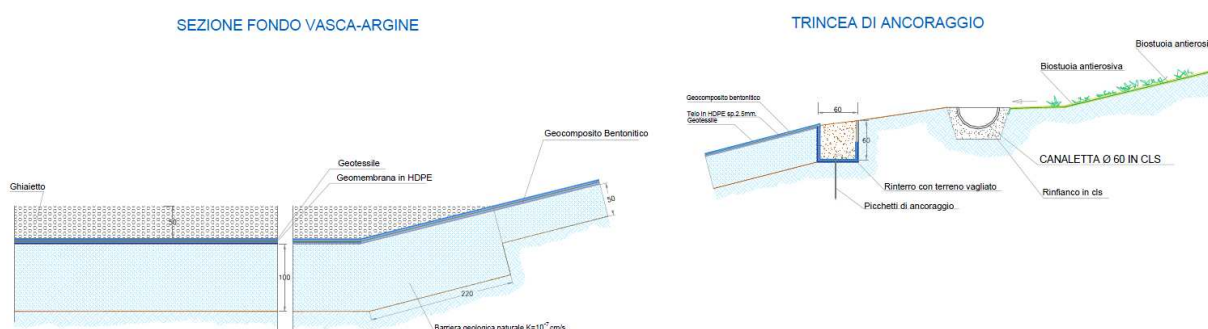 SEZIONE FONDO VASCA-ARGINE
Geocomposito Bentonitico
Geotessile
Geomembrana in HDPE
Ghiaietto
50
50
100
220
Barriera geologica naturale K=10⁻⁷ cm/s
TRINCEA DI ANCORAGGIO
Biostuoia antierosi
Biostuoia antierosiva
Geocomposito bentonitico
60
Telo in HDPE sp.2.5mm.
Geotessile
60
CANALETTA Ø 60 IN CLS
Rinterro con terreno vagliato
Rinfianco in cls
Picchetti di ancoraggio